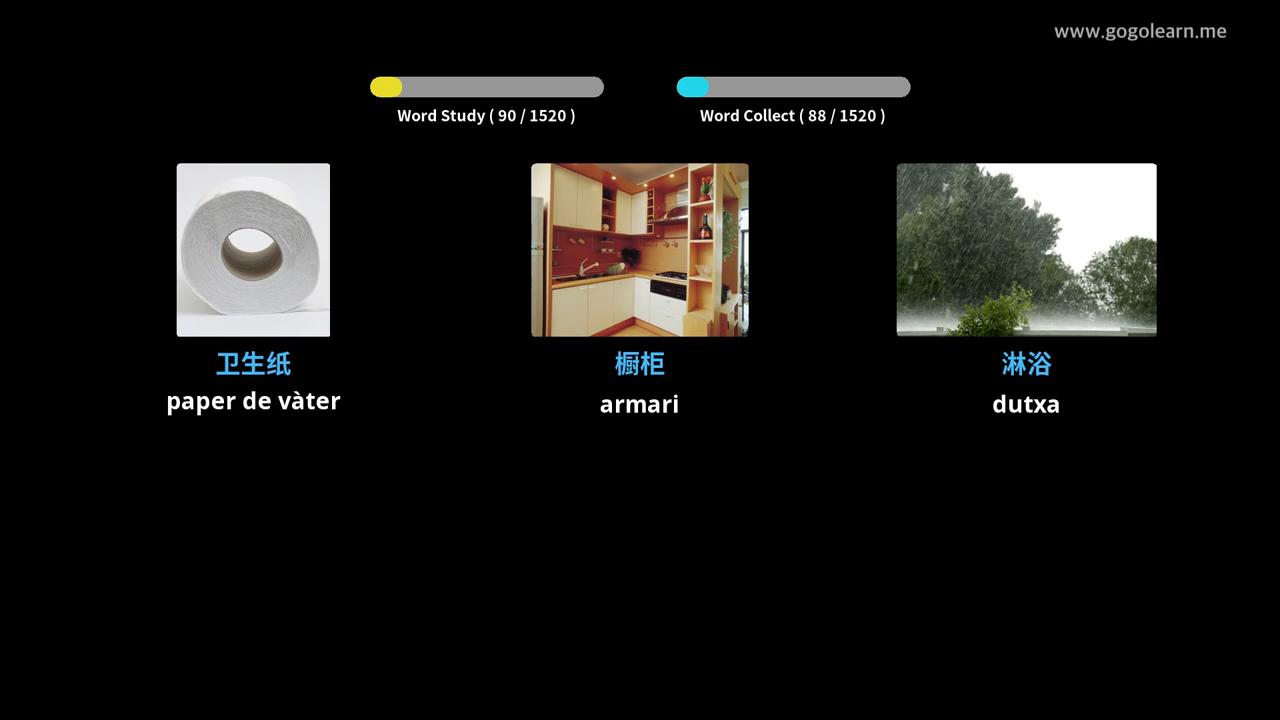 www.gogolearn.me
Word Study ( 90 / 1520 )
Word Collect ( 88 / 1520 )
卫生纸
橱柜
淋浴
paper de vàter
armari
dutxa